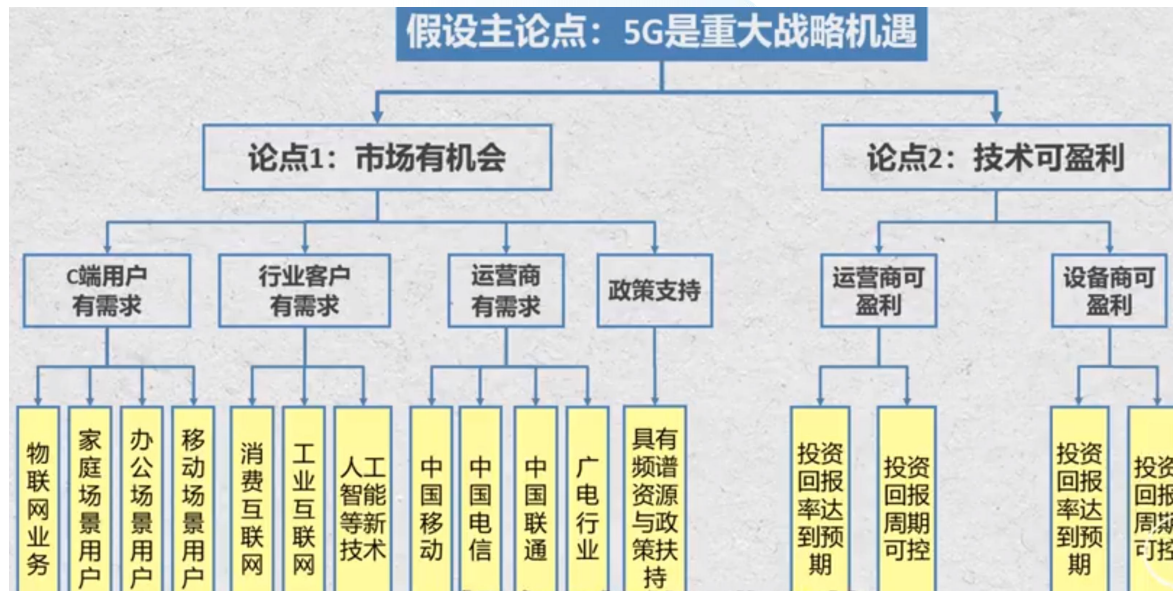 假设主论点：5G是重大战略机遇
论点1：市场有机会
论点2：技术可盈利
C端用户
有需求
行业客户
有需求
运营商
有需求
政策支持
运营商可
盈利
设备商可
盈利
物联网业务
家庭场景用户
办公场景用户
移动场景用户
消费互联网
工业互联网
人工
智能
等新
技术
中国移动
中国电信
中国联通
广电行业
具有
频谱
资源
与政
策扶
持
投资
回报
率达
到预
期
投资
回报
周期
可控
投资
回报
率达
到预
期
投资
回报
周期
可控